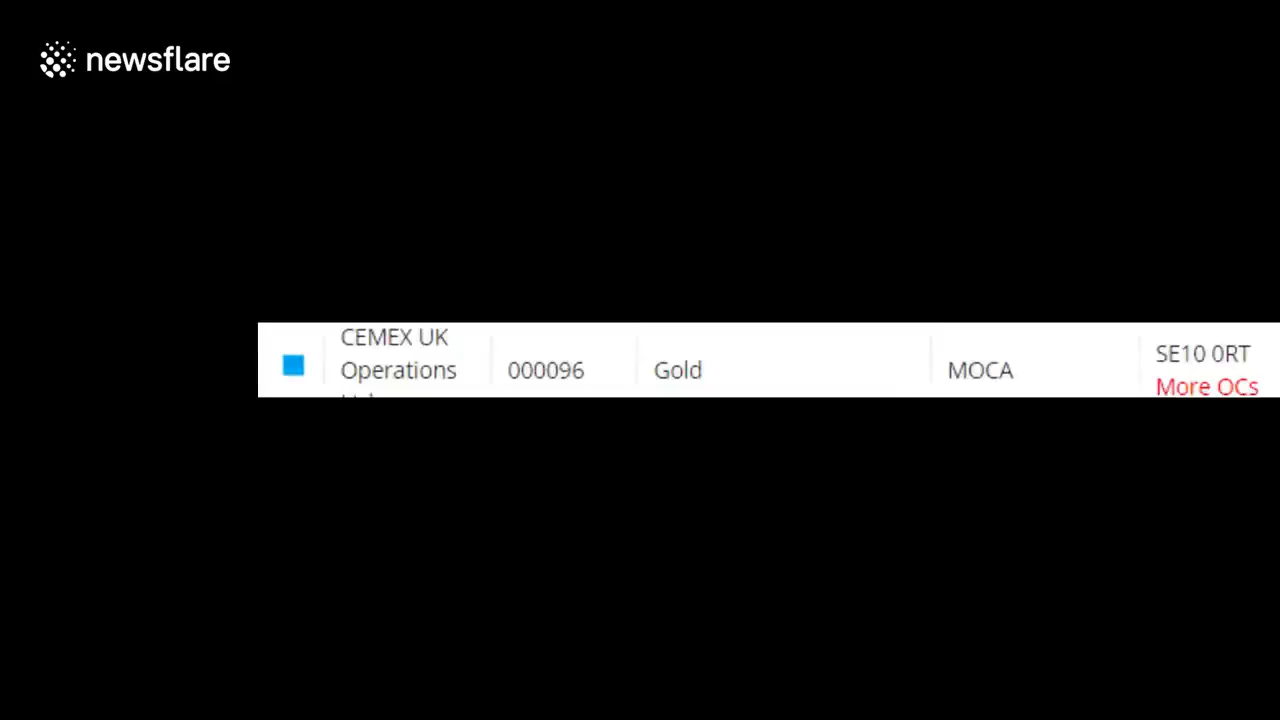 newsflare
CEMEX UK
Operations
000096
Gold
MOCA
SE10 0RT
More OCs